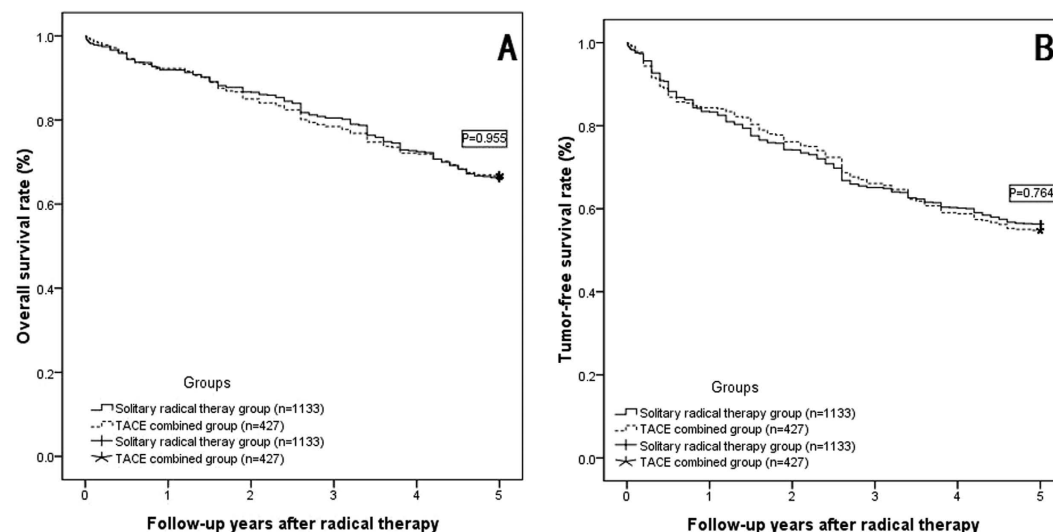 A
Overall survival rate (%)
1.0
0.8
0.6
0.4
0.2
0.0
P=0.955
Groups
Solitary radical theray group (n=1133)
TACE combined group (n=427)
Solitary radical theray group (n=1133)
TACE combined group (n=427)
0 1 2 3 4 5
Follow-up years after radical therapy
B
Tumor-free survival rate (%)
1.0
0.8
0.6
0.4
0.2
0.0
P=0.764
Groups
Solitary radical therapy group (n=1133)
TACE combined group (n=427)
Solitary radical therapy group (n=1133)
TACE combined group (n=427)
0 1 2 3 4 5
Follow-up years after radical therapy